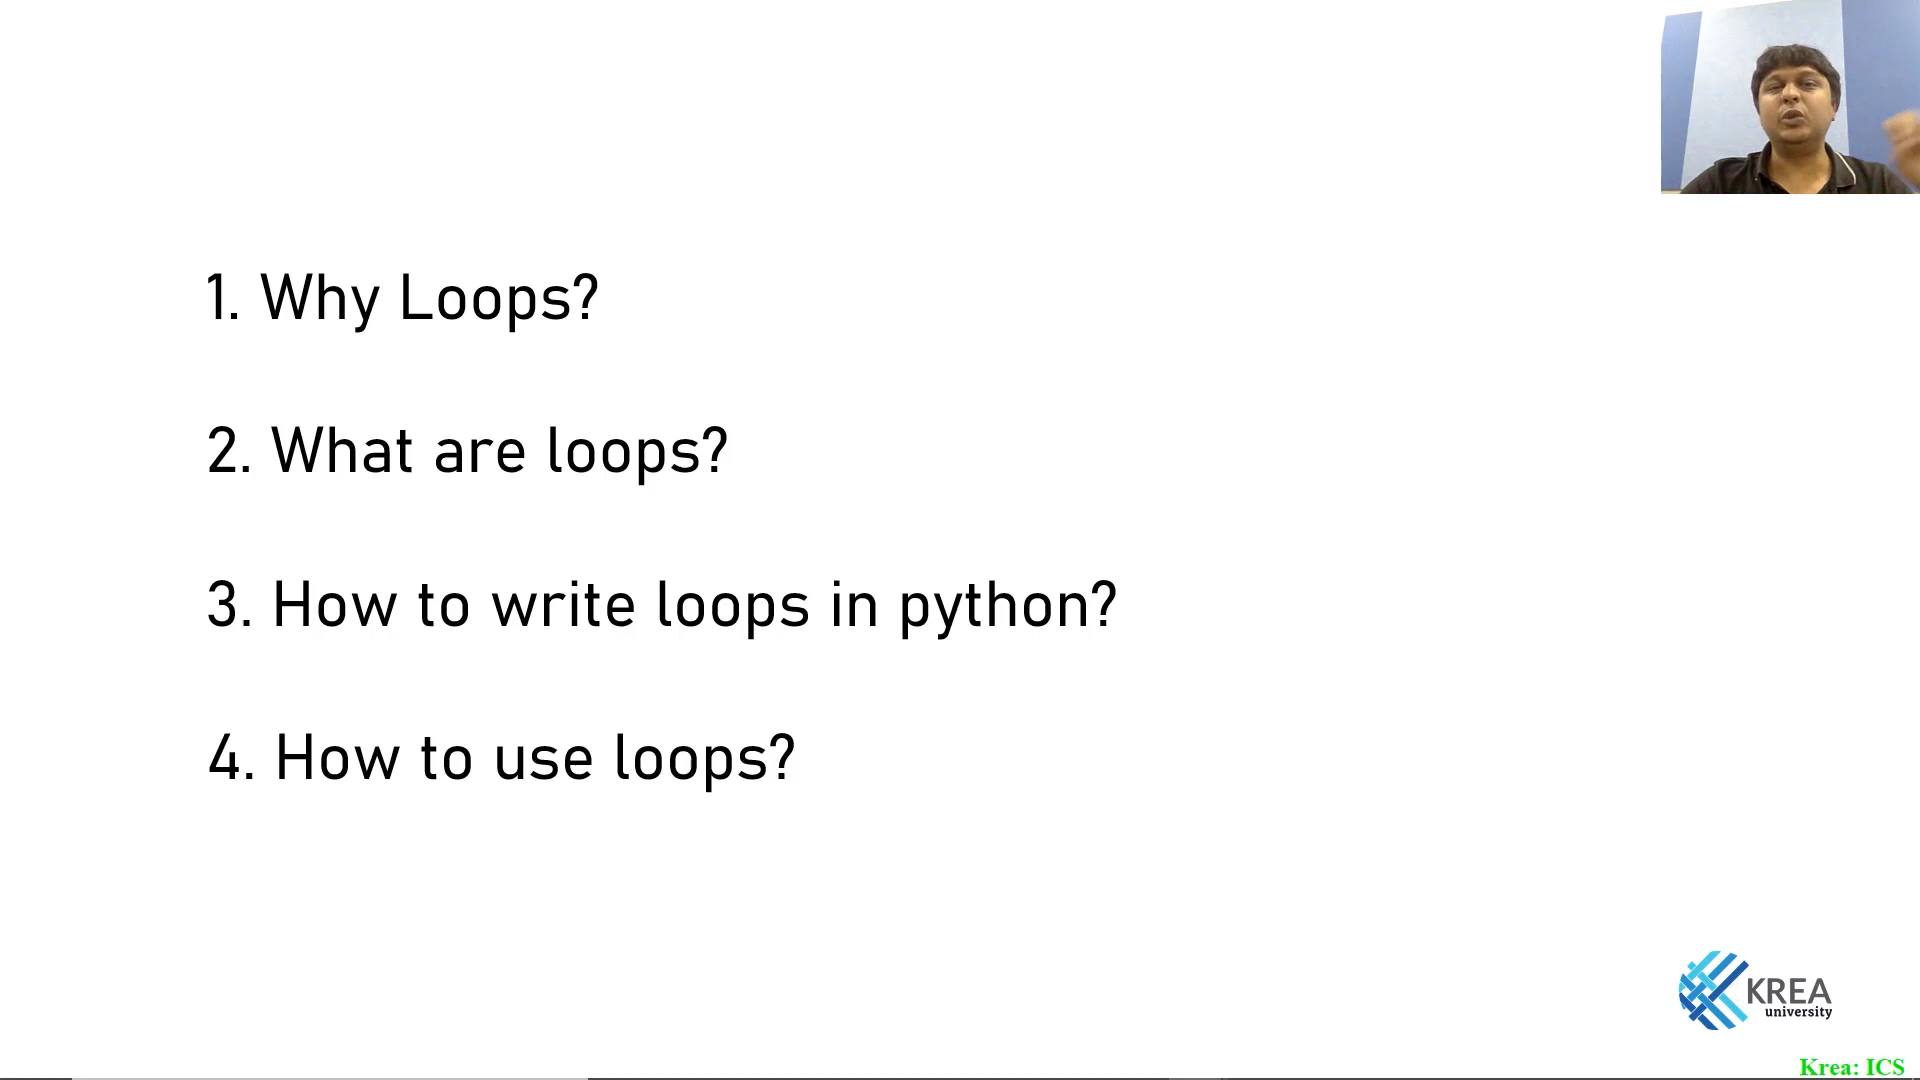 1. Why Loops?
2. What are loops?
3. How to write loops in python?
4. How to use loops?
KREA
university
Krea: ICS